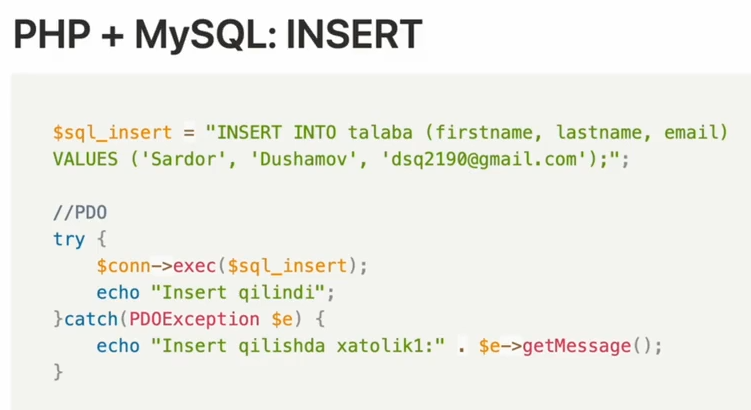 PHP + MySQL: INSERT
$sql_insert = "INSERT INTO talaba (firstname, lastname, email)
VALUES ('Sardor', 'Dushamov', 'dsq2190@gmail.com');";
//PDO
try {
$conn->exec($sql_insert);
echo "Insert qilindi";
}catch(PDOException $e) {
echo "Insert qilishda xatolik1:" . $e->getMessage();
}